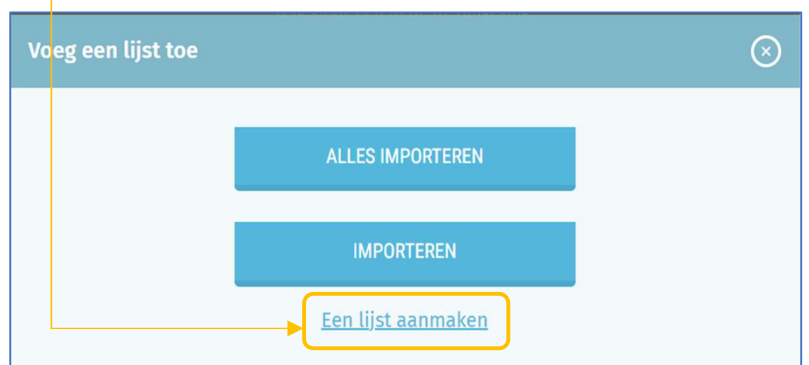 Voeg een lijst toe
ALLES IMPORTEREN
IMPORTEREN
Een lijst aanmaken